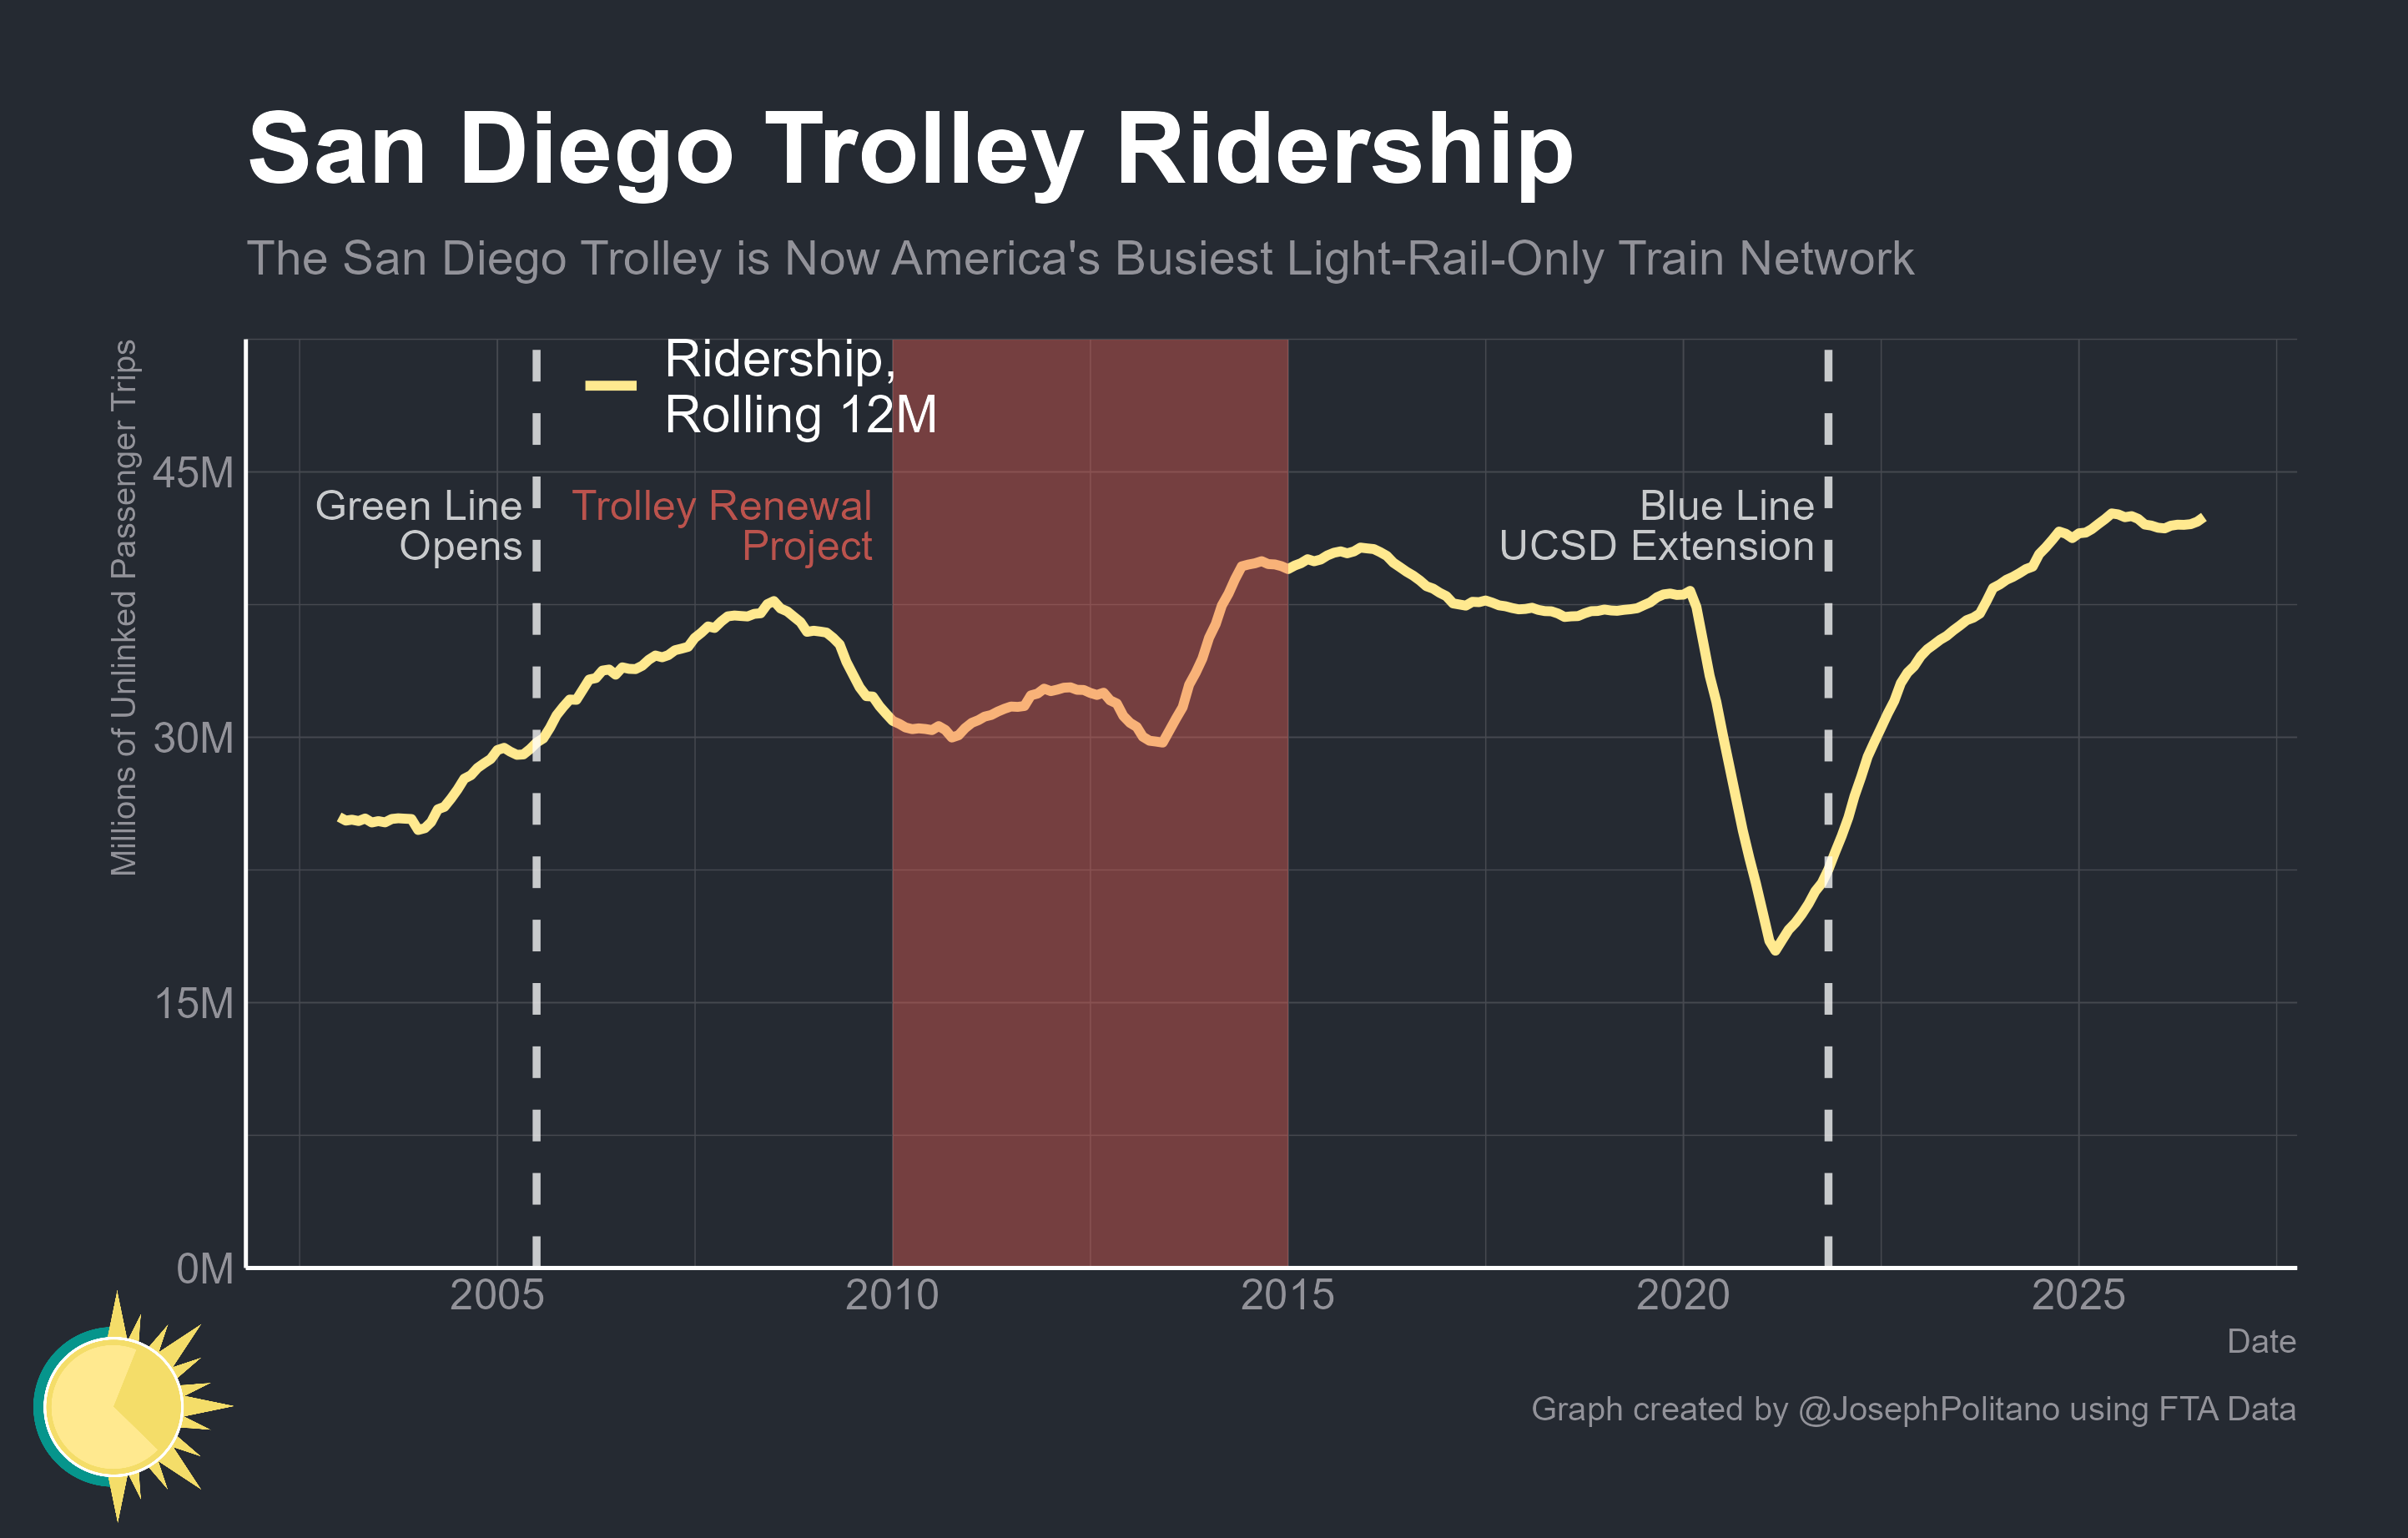 San Diego Trolley Ridership
The San Diego Trolley is Now America's Busiest Light-Rail-Only Train Network
Millions of Unlinked Passenger Trips
Ridership,
Rolling 12M
45M
30M
15M
0M
Green Line
Opens
Trolley Renewal
Project
Blue Line
UCSD Extension
2005
2010
2015
2020
2025
Date
Graph created by @JosephPolitano using FTA Data